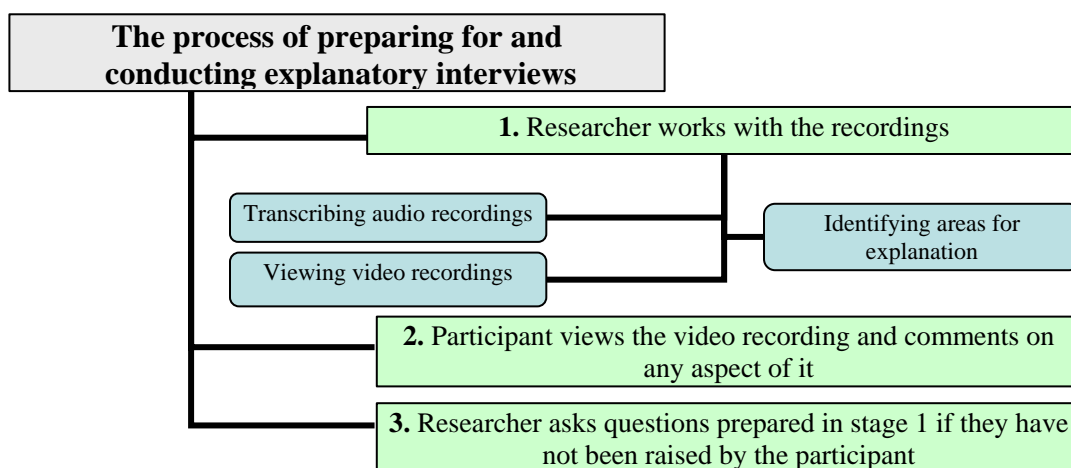 The process of preparing for and
conducting explanatory interviews
1. Researcher works with the recordings
Transcribing audio recordings
Identifying areas for
explanation
Viewing video recordings
2. Participant views the video recording and comments on
any aspect of it
3. Researcher asks questions prepared in stage 1 if they have
not been raised by the participant